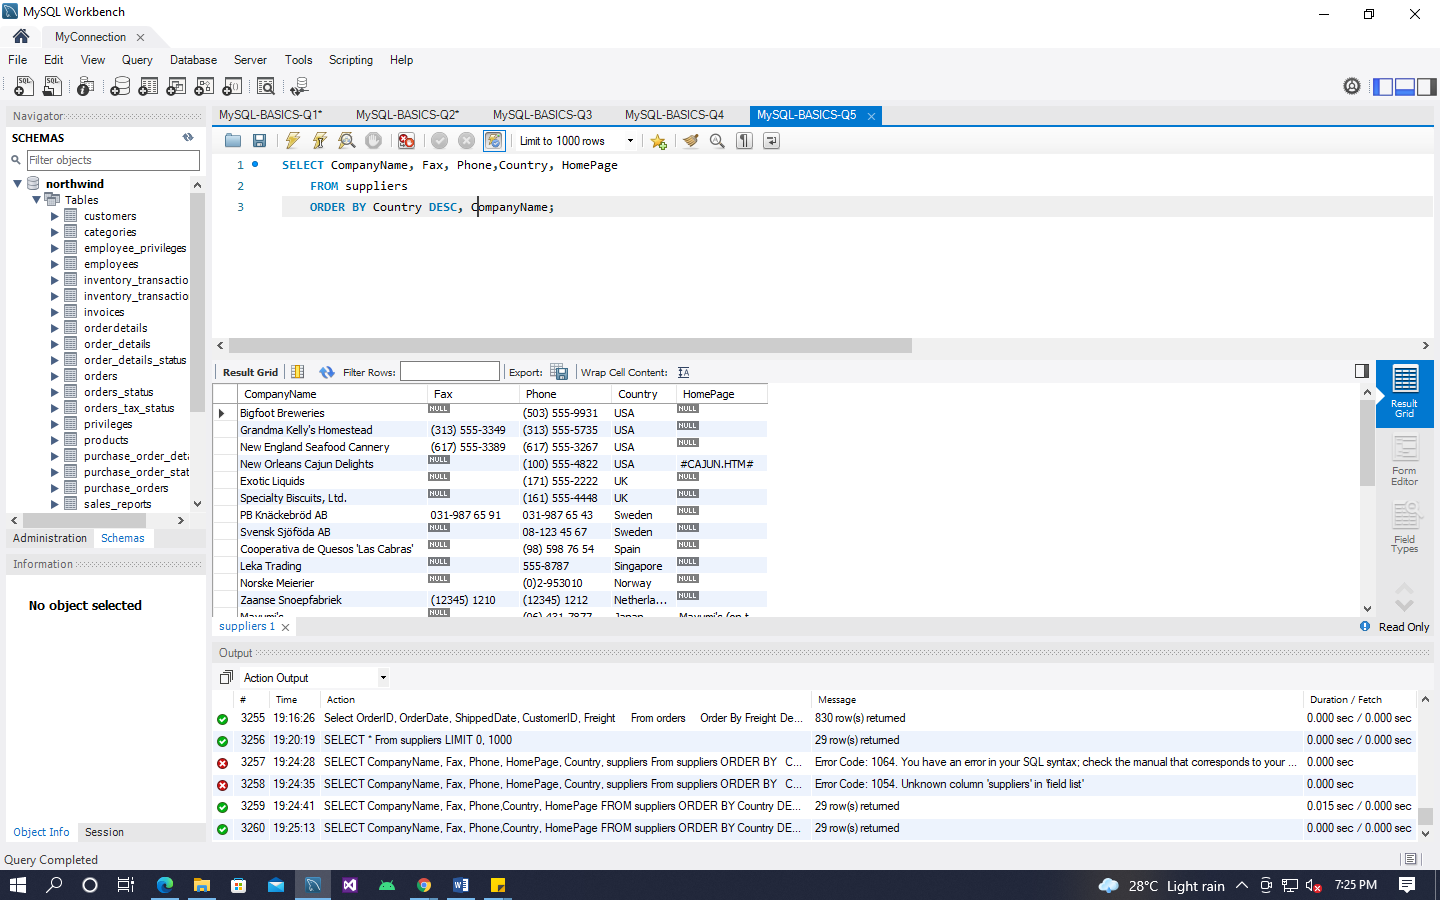 MySQL Workbench
MyConnection
File Edit View Query Database Server Tools Scripting Help
Navigator
SCHEMAS
Filter objects
northwind
Tables
customers
categories
employee_privileges
employees
inventory_transactio
inventory_transactio
invoices
orderdetails
order_details
order_details_status
orders
orders_status
orders_tax_status
privileges
products
purchase_order_deta
purchase_order_stat
purchase_orders
sales_reports
Administration Schemas
Information
No object selected
Object Info Session
MySQL-BASICS-Q1* MySQL-BASICS-Q2* MySQL-BASICS-Q3 MySQL-BASICS-Q4 MySQL-BASICS-Q5
Limit to 1000 rows
1 SELECT CompanyName, Fax, Phone,Country, HomePage
2 FROM suppliers
3 ORDER BY Country DESC, CompanyName;
Result Grid Filter Rows: Export: Wrap Cell Content:
CompanyName Fax Phone Country HomePage
Bigfoot Breweries NULL (503) 555-9931 USA NULL
Grandma Kelly's Homestead (313) 555-3349 (313) 555-5735 USA NULL
New England Seafood Cannery (617) 555-3389 (617) 555-3267 USA NULL
New Orleans Cajun Delights NULL (100) 555-4822 USA #CAJUN.HTM#
Exotic Liquids NULL (171) 555-2222 UK NULL
Specialty Biscuits, Ltd. NULL (161) 555-4448 UK NULL
PB Knäckebröd AB 031-987 65 91 031-987 65 43 Sweden NULL
Svensk Sjöföda AB NULL 08-123 45 67 Sweden NULL
Cooperativa de Quesos 'Las Cabras' NULL (98) 598 76 54 Spain NULL
Leka Trading NULL 555-8787 Singapore NULL
Norske Meierier NULL (0)2-953010 Norway NULL
Zaanse Snoepfabriek (12345) 1210 (12345) 1212 Netherla... NULL
Mayumi's NULL (06) 431-7877 Japan Mayumi's (on t
Result
Grid
Form
Editor
Field
Types
suppliers 1
Read Only
Output
Action Output
# Time Action Message Duration / Fetch
3255 19:16:26 Select OrderID, OrderDate, ShippedDate, CustomerID, Freight From orders Order By Freight De... 830 row(s) returned 0.000 sec / 0.000 sec
3256 19:20:19 SELECT * From suppliers LIMIT 0, 1000 29 row(s) returned 0.000 sec / 0.000 sec
3257 19:24:28 SELECT CompanyName, Fax, Phone, HomePage, Country, suppliers From suppliers ORDER BY C... Error Code: 1064. You have an error in your SQL syntax; check the manual that corresponds to your ... 0.000 sec
3258 19:24:35 SELECT CompanyName, Fax, Phone, HomePage, Country, suppliers From suppliers ORDER BY C... Error Code: 1054. Unknown column 'suppliers' in 'field list' 0.000 sec
3259 19:24:41 SELECT CompanyName, Fax, Phone,Country, HomePage FROM suppliers ORDER BY Country DE... 29 row(s) returned 0.015 sec / 0.000 sec
3260 19:25:13 SELECT CompanyName, Fax, Phone,Country, HomePage FROM suppliers ORDER BY Country DE... 29 row(s) returned 0.000 sec / 0.000 sec
Query Completed
28°C Light rain 7:25 PM